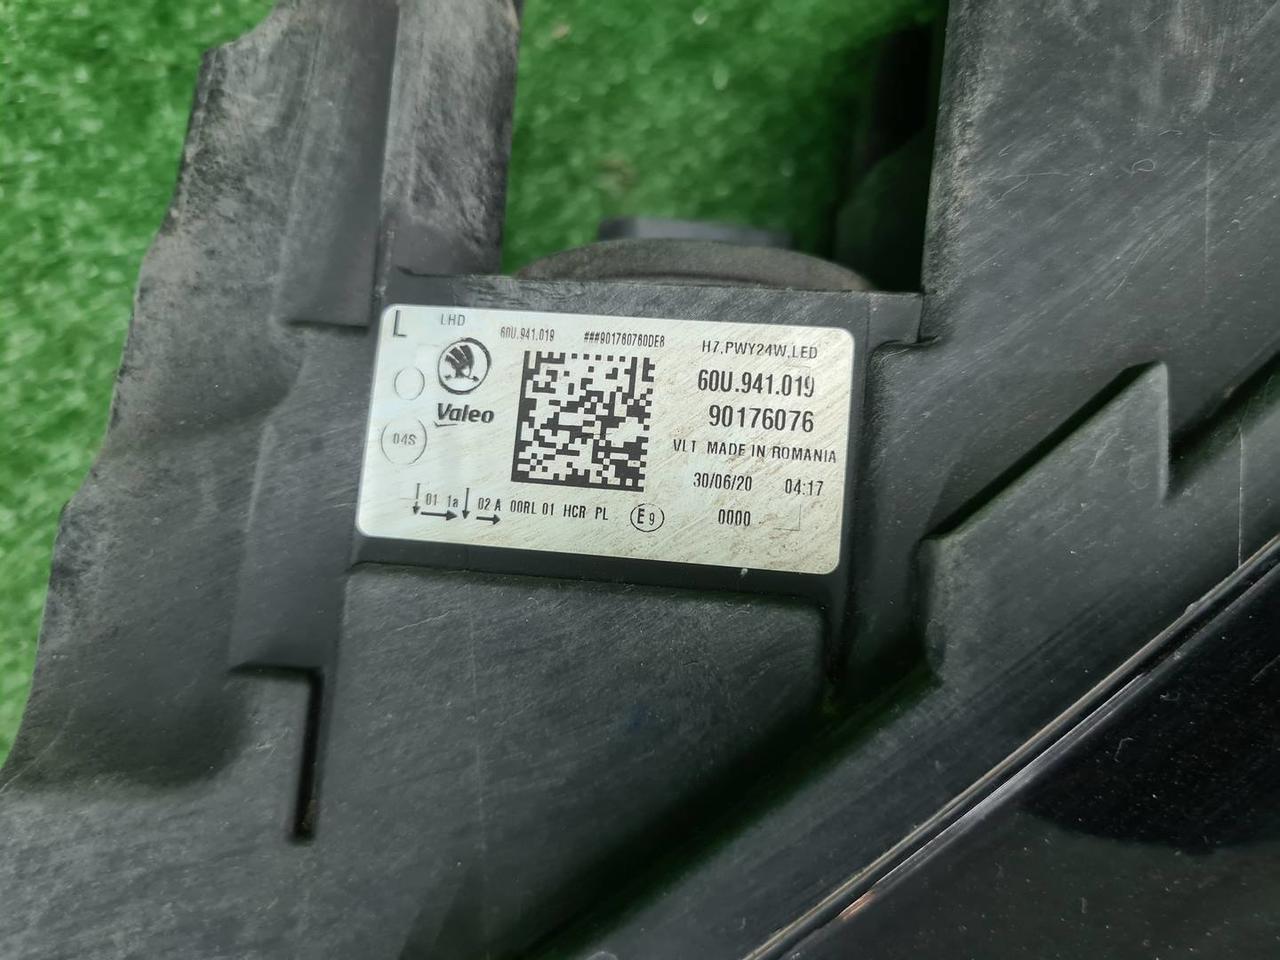 L LHD
60U.941.019 ###901760760DE8
H7,PWY24W,LED
60U.941.019
90176076
Valeo
04S
VLT MADE IN ROMANIA
30/06/20 04:17
01 1a 02 A 00RL 01 HCR PL E9
0000